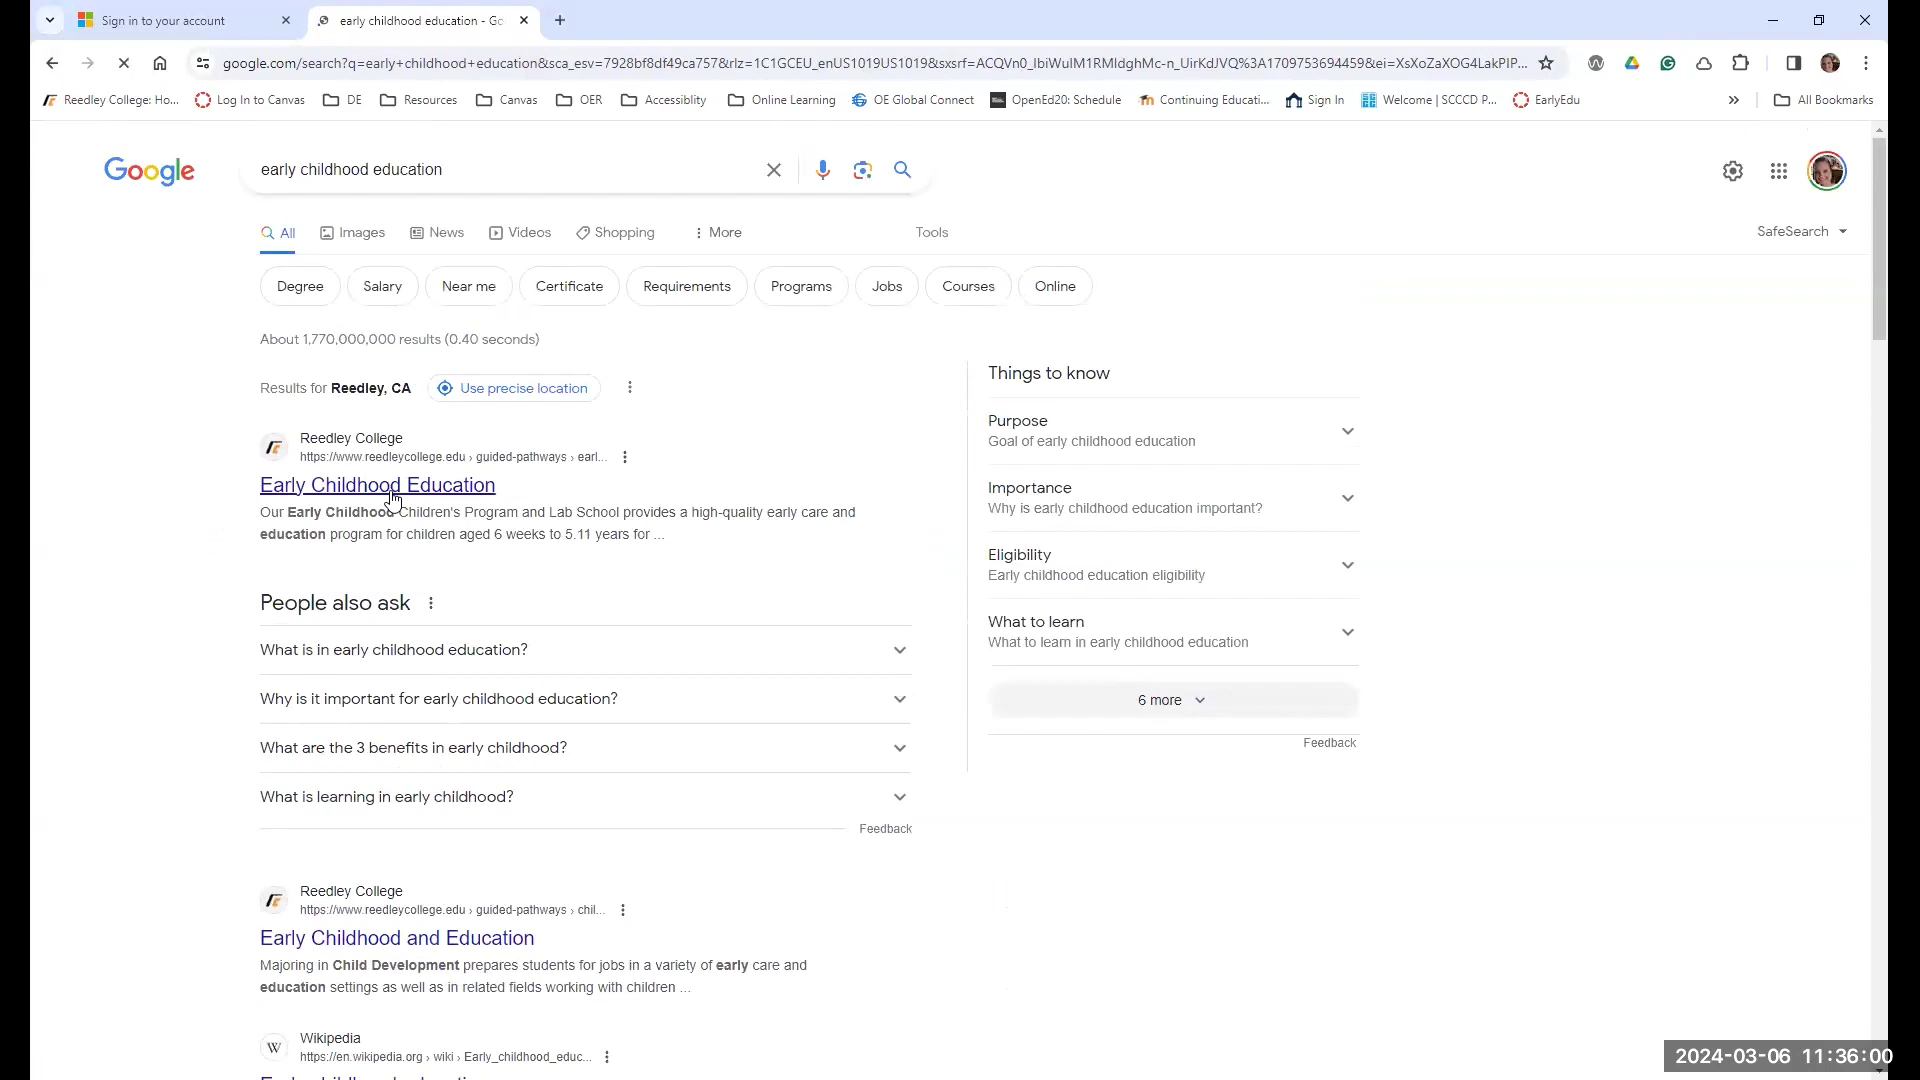 Sign in to your account
early childhood education - Go
google.com/search?q=early+childhood+education&sca_esv=7928bf8df49ca757&rlz=1C1GCEU_enUS1019US1019&sxsrf=ACQVn0_IbiWulM1RMIdghMc-n_UirKdJVQ%3A1709753694459&ei=XsXoZaXOG4LakPIP...
Reedley College: Ho... Log In to Canvas DE Resources Canvas OER Accessiblity Online Learning OE Global Connect OpenEd20: Schedule Continuing Educati... Sign In Welcome | SCCCD P... EarlyEdu » All Bookmarks
Google early childhood education
All Images News Videos Shopping More Tools SafeSearch
Degree Salary Near me Certificate Requirements Programs Jobs Courses Online
About 1,770,000,000 results (0.40 seconds)
Results for Reedley, CA Use precise location
Reedley College
https://www.reedleycollege.edu › guided-pathways › earl...
Early Childhood Education
Our Early Childhood Children's Program and Lab School provides a high-quality early care and
education program for children aged 6 weeks to 5.11 years for ...
People also ask
What is in early childhood education?
Why is it important for early childhood education?
What are the 3 benefits in early childhood?
What is learning in early childhood?
Feedback
Reedley College
https://www.reedleycollege.edu › guided-pathways › chil...
Early Childhood and Education
Majoring in Child Development prepares students for jobs in a variety of early care and
education settings as well as in related fields working with children ...
Wikipedia
W
https://en.wikipedia.org › wiki › Early_childhood_educ...
Things to know
Purpose
Goal of early childhood education
Importance
Why is early childhood education important?
Eligibility
Early childhood education eligibility
What to learn
What to learn in early childhood education
6 more
Feedback
2024-03-06 11:36:00